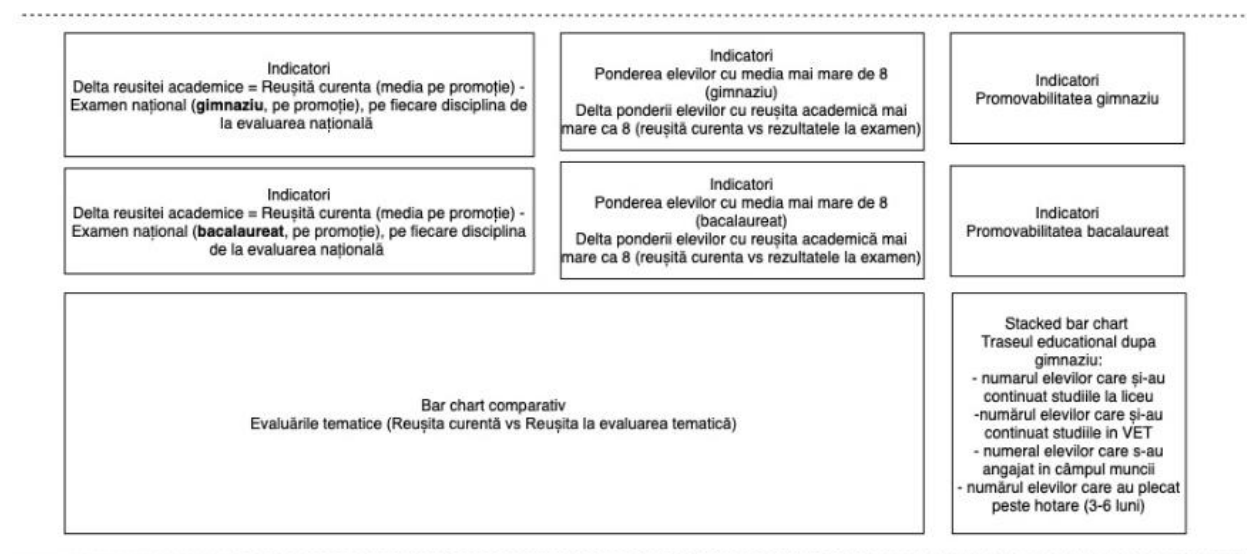 Indicatori
Delta reusitei academice = Reușită curenta (media pe promoție) -
Examen național (gimnaziu, pe promoție), pe fiecare disciplina de
la evaluarea națională
Indicatori
Ponderea elevilor cu media mai mare de 8
(gimnaziu)
Delta ponderii elevilor cu reușita academică mai
mare ca 8 (reușită curenta vs rezultatele la examen)
Indicatori
Promovabilitatea gimnaziu
Indicatori
Delta reusitei academice = Reușită curenta (media pe promoție) -
Examen național (bacalaureat, pe promoție), pe fiecare disciplina
de la evaluarea națională
Indicatori
Ponderea elevilor cu media mai mare de 8
(bacalaureat)
Delta ponderii elevilor cu reușita academică mai
mare ca 8 (reușită curenta vs rezultatele la examen)
Indicatori
Promovabilitatea bacalaureat
Bar chart comparativ
Evaluările tematice (Reușita curentă vs Reușita la evaluarea tematică)
Stacked bar chart
Traseul educational dupa
gimnaziu:
- numarul elevilor care și-au
continuat studiile la liceu
-numărul elevilor care și-au
continuat studiile in VET
- numeral elevilor care s-au
angajat in câmpul muncii
- numărul elevilor care au plecat
peste hotare (3-6 luni)